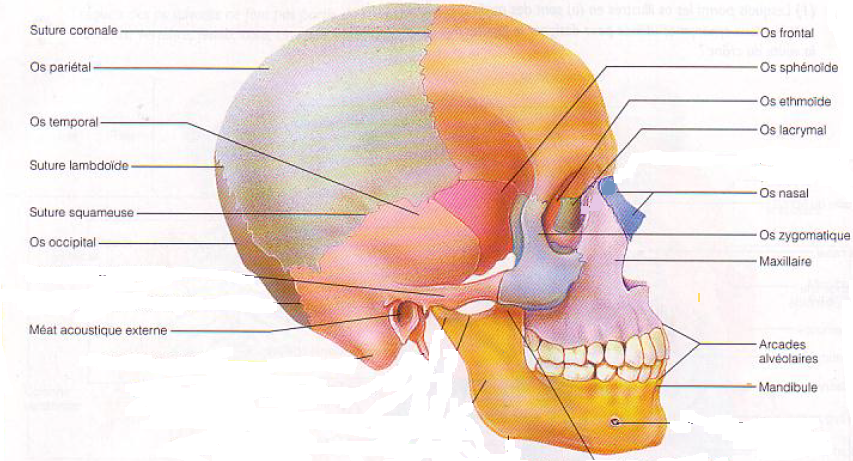 Suture coronale
Os pariétal
Os temporal
Suture lambdoïde
Suture squameuse
Os occipital
Méat acoustique externe
Os frontal
Os sphénoïde
Os ethmoïde
Os lacrymal
Os nasal
Os zygomatique
Maxillaire
Arcades
alvéolaires
Mandibule